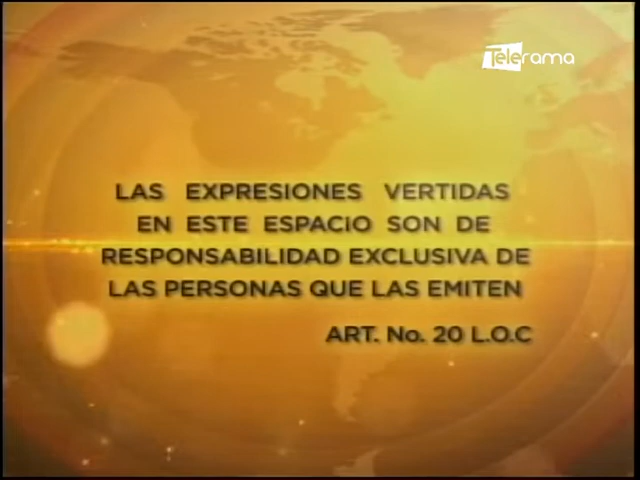 Telerama
LAS EXPRESIONES VERTIDAS
EN ESTE ESPACIO SON DE
RESPONSABILIDAD EXCLUSIVA DE
LAS PERSONAS QUE LAS EMITEN
ART. No. 20 L.O.C